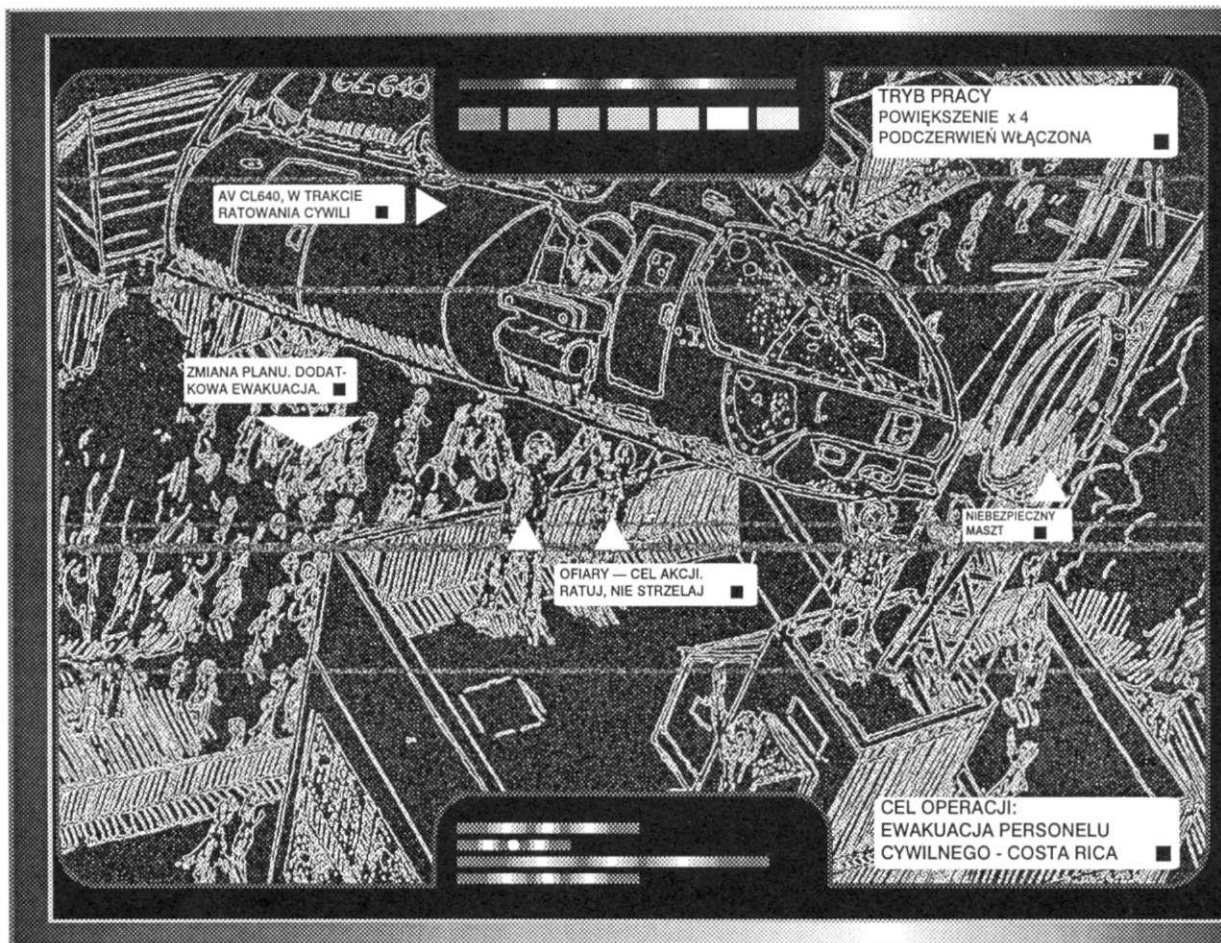 CL640
TRYB PRACY
POWIĘKSZENIE x 4
PODCZERWIEŃ WŁĄCZONA
AV CL640, W TRAKCIE
RATOWANIA CYWILI
ZMIANA PLANU. DODAT-
KOWA EWAKUACJA.
NIEBEZPIECZNY
MASZT
OFIARY — CEL AKCJI.
RATUJ, NIE STRZELAJ
CEL OPERACJI:
EWAKUACJA PERSONELU
CYWILNEGO - COSTA RICA